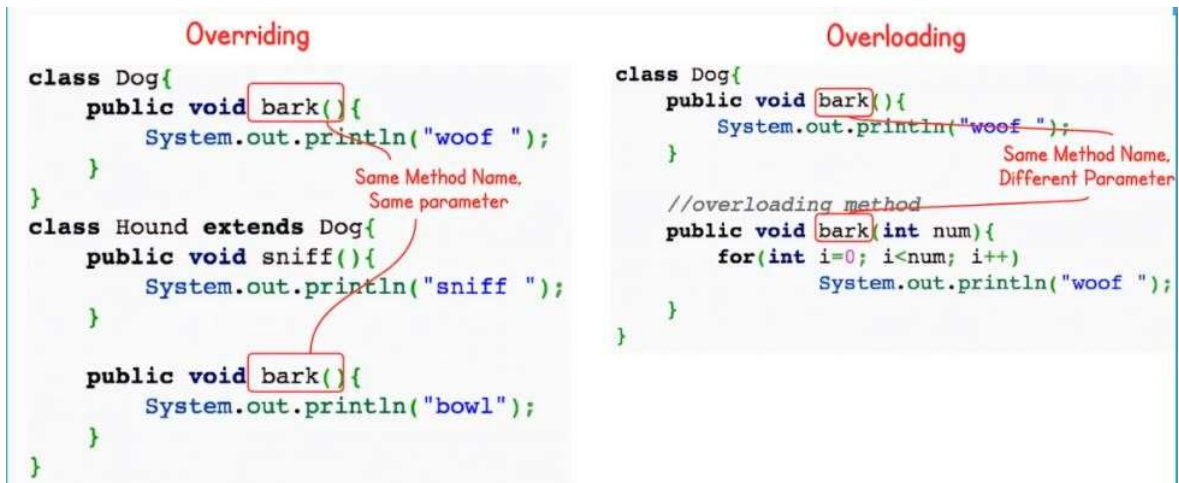 Overriding
class Dog{
public void bark(){
System.out.println("woof ");
}
}
Same Method Name,
Same parameter
class Hound extends Dog{
public void sniff(){
System.out.println("sniff ");
}
public void bark(){
System.out.println("bowl");
}
}
Overloading
class Dog{
public void bark(){
System.out.println("woof ");
}
Same Method Name,
Different Parameter
//overloading method
public void bark(int num){
for(int i=0; i<num; i++)
System.out.println("woof ");
}
}